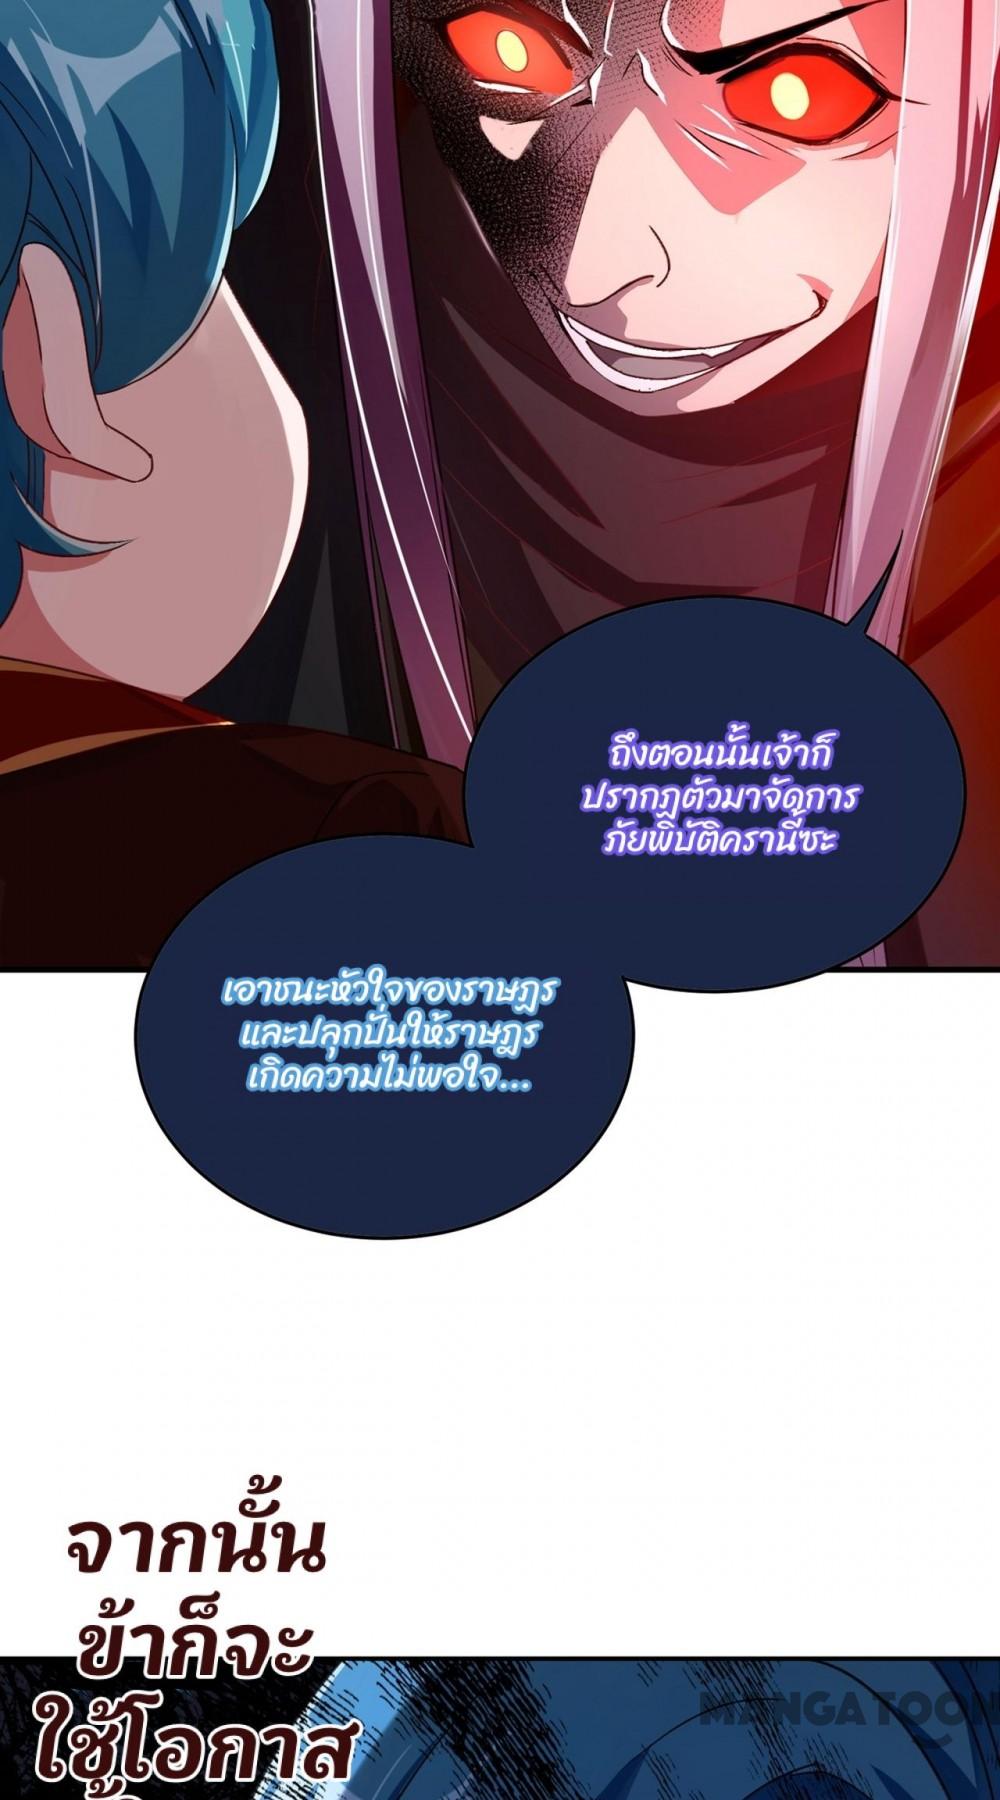 ถึงตอนนั้นเจ้าก็
ปรากฏตัวมาจัดการ
ภัยพิบัติครานี้ซะ
เอาชนะหัวใจของราษฎร
และปลุกปั่นให้ราษฎร
เกิดความไม่พอใจ...
จากนั้น
ข้าก็จะ
ใช้โอกาส
MANGATOON